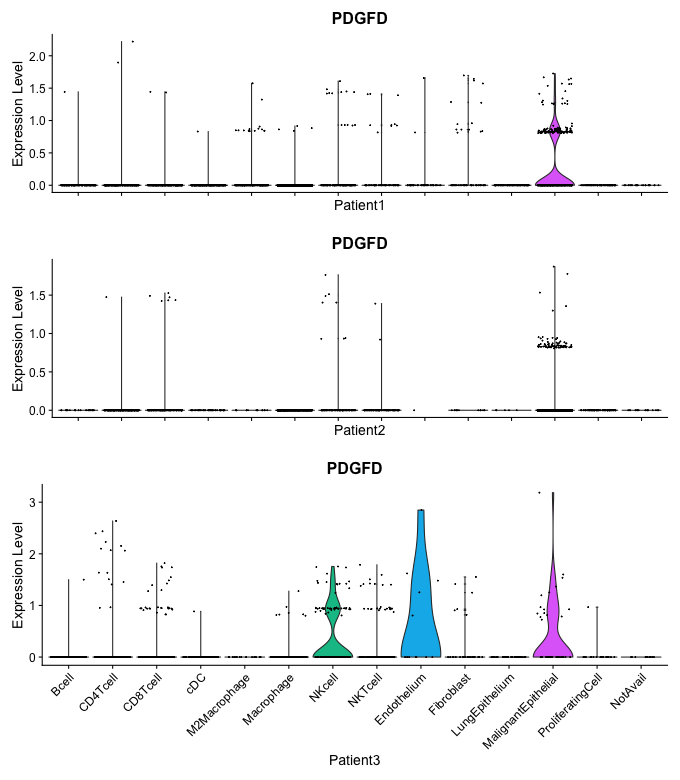 PDGFD
Expression Level
2.0
1.5
1.0
0.5
0.0
Patient1
PDGFD
Expression Level
1.5
1.0
0.5
0.0
Patient2
PDGFD
Expression Level
3
2
1
0
Bcell
CD4Tcell
CD8Tcell
cDC
M2Macrophage
Macrophage
NKcell
NKTcell
Endothelium
Fibroblast
LungEpithelium
MalignantEpithelial
ProliferatingCell
NotAvail
Patient3